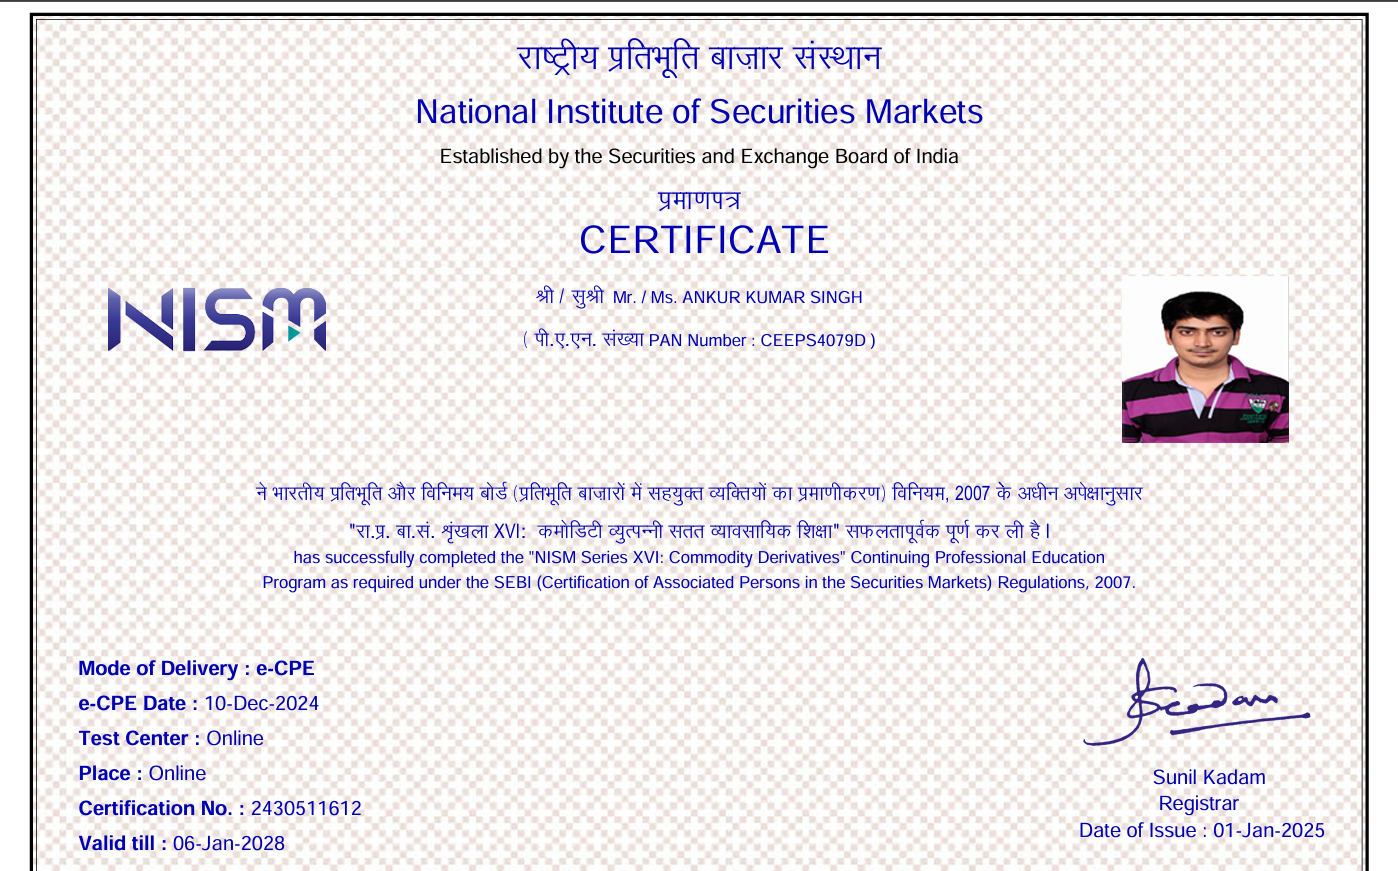 राष्ट्रीय प्रतिभूति बाज़ार संस्थान
National Institute of Securities Markets
Established by the Securities and Exchange Board of India
प्रमाणपत्र
CERTIFICATE
NISM
श्री / सुश्री Mr. / Ms. ANKUR KUMAR SINGH
( पी.ए.एन. संख्या PAN Number : CEEPS4079D )
ने भारतीय प्रतिभूति और विनिमय बोर्ड (प्रतिभूति बाजारों में सहयुक्त व्यक्तियों का प्रमाणीकरण) विनियम, 2007 के अधीन अपेक्षानुसार
"रा.प्र. बा.सं. शृंखला XVI: कमोडिटी व्युत्पन्नी सतत व्यावसायिक शिक्षा" सफलतापूर्वक पूर्ण कर ली है l
has successfully completed the "NISM Series XVI: Commodity Derivatives" Continuing Professional Education
Program as required under the SEBI (Certification of Associated Persons in the Securities Markets) Regulations, 2007.
Mode of Delivery : e-CPE
e-CPE Date : 10-Dec-2024
Test Center : Online
Place : Online
Certification No. : 2430511612
Valid till : 06-Jan-2028
Sunil Kadam
Registrar
Date of Issue : 01-Jan-2025